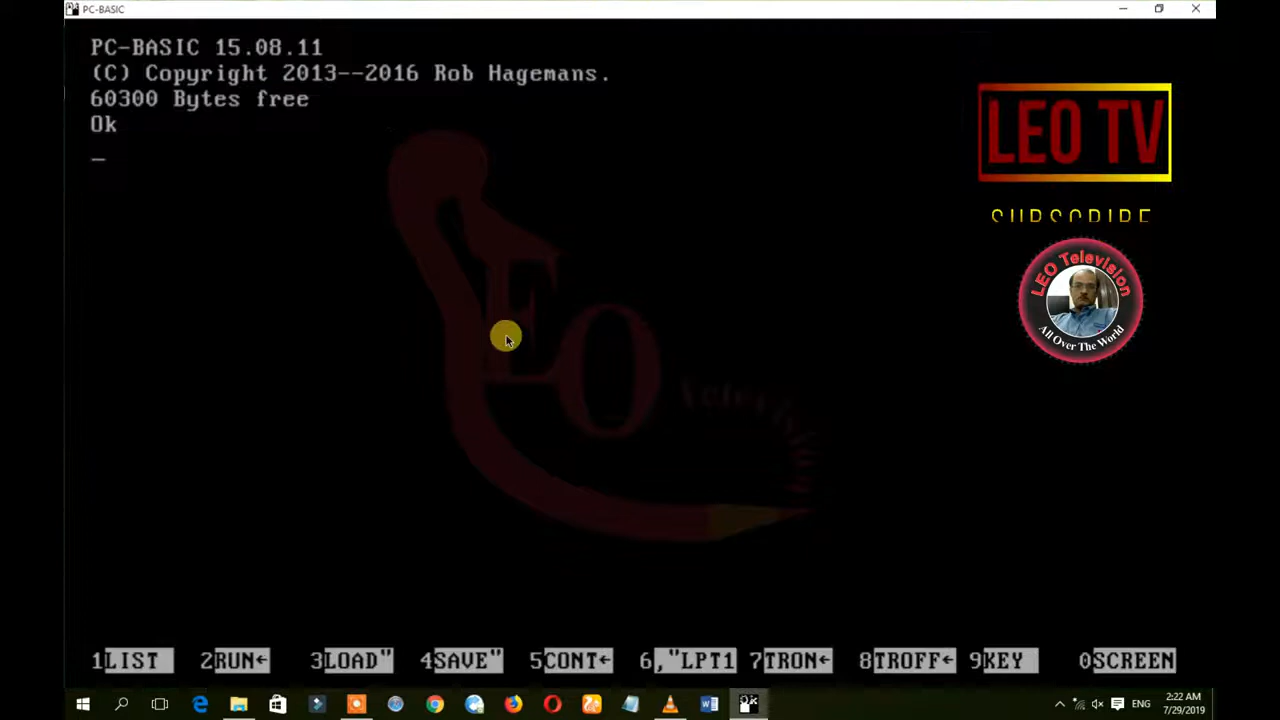 PC-BASIC
PC-BASIC 15.08.11
(C) Copyright 2013--2016 Rob Hagemans.
60300 Bytes free
Ok
LEO TV
SUBSCRIBE
LEO Television
All Over The World
LEO
Television
1LIST 2RUN← 3LOAD" 4SAVE" 5CONT← 6,"LPT1 7TRON← 8TROFF← 9KEY 0SCREEN
ENG
2:22 AM
7/29/2019